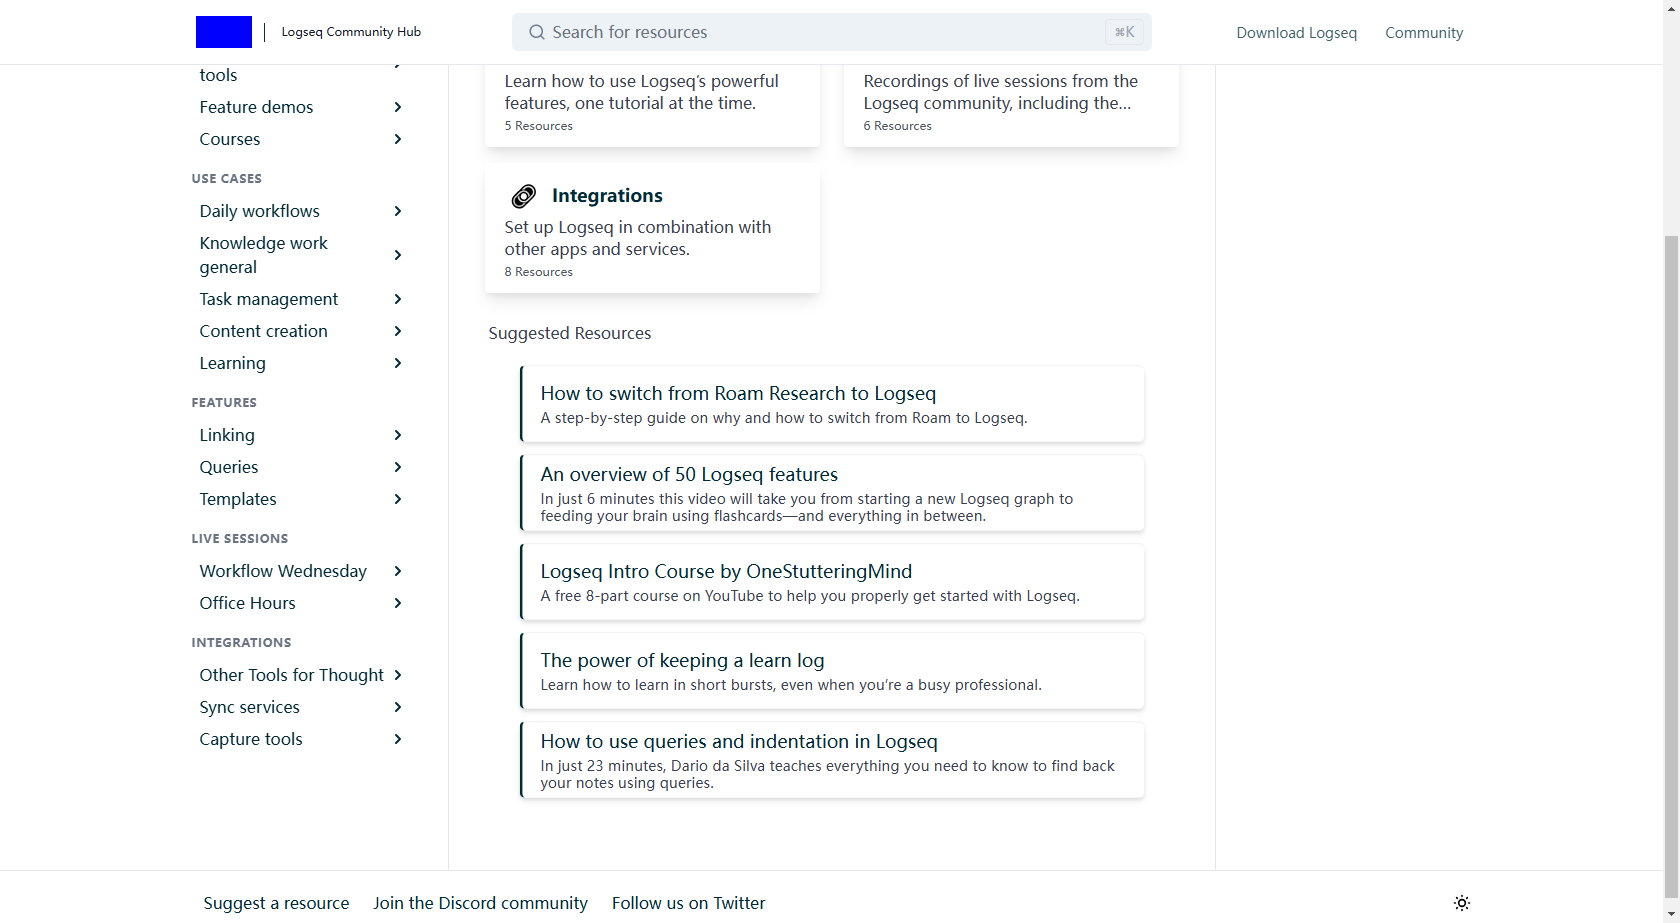 Logseq Community Hub
Search for resources
⌘K
Download Logseq
Community
tools
Feature demos
Courses
USE CASES
Daily workflows
Knowledge work
general
Task management
Content creation
Learning
FEATURES
Linking
Queries
Templates
LIVE SESSIONS
Workflow Wednesday
Office Hours
INTEGRATIONS
Other Tools for Thought
Sync services
Capture tools
Learn how to use Logseq’s powerful
features, one tutorial at the time.
5 Resources
Recordings of live sessions from the
Logseq community, including the...
6 Resources
Integrations
Set up Logseq in combination with
other apps and services.
8 Resources
Suggested Resources
How to switch from Roam Research to Logseq
A step-by-step guide on why and how to switch from Roam to Logseq.
An overview of 50 Logseq features
In just 6 minutes this video will take you from starting a new Logseq graph to
feeding your brain using flashcards—and everything in between.
Logseq Intro Course by OneStutteringMind
A free 8-part course on YouTube to help you properly get started with Logseq.
The power of keeping a learn log
Learn how to learn in short bursts, even when you’re a busy professional.
How to use queries and indentation in Logseq
In just 23 minutes, Dario da Silva teaches everything you need to know to find back
your notes using queries.
Suggest a resource
Join the Discord community
Follow us on Twitter